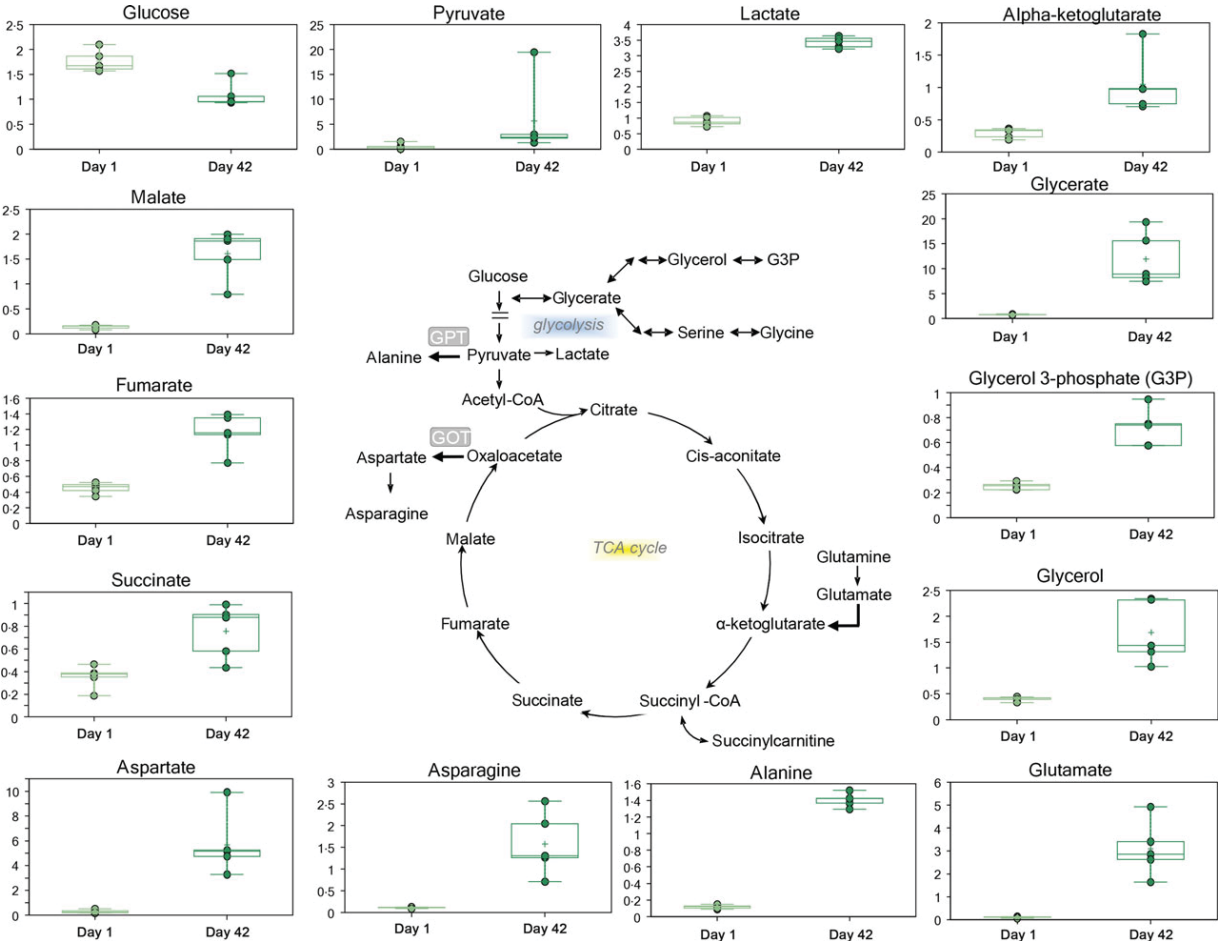 Glucose
2·5
2
1·5
1
0·5
0
Day 1
Day 42
Pyruvate
25
20
15
10
5
0
Day 1
Day 42
Lactate
4
3·5
3
2·5
2
1·5
1
0·5
0
Day 1
Day 42
Alpha-ketoglutarate
2
1·5
1
0·5
0
Day 1
Day 42
Malate
2·5
2
1·5
1
0·5
0
Day 1
Day 42
Glycerate
25
20
15
10
5
0
Day 1
Day 42
Fumarate
1·6
1·4
1·2
1
0·8
0·6
0·4
0·2
0
Day 1
Day 42
Glycerol 3-phosphate (G3P)
1
0·8
0·6
0·4
0·2
0
Day 1
Day 42
Succinate
1
0·8
0·6
0·4
0·2
0
Day 1
Day 42
Glycerol
2·5
2
1·5
1
0·5
0
Day 1
Day 42
Glucose
Glycerol
G3P
Glycerate
glycolysis
Serine
Glycine
GPT
Alanine
Pyruvate
Lactate
Acetyl-CoA
Citrate
GOT
Aspartate
Oxaloacetate
Cis-aconitate
Asparagine
Malate
TCA cycle
Isocitrate
Glutamine
Glutamate
Fumarate
α-ketoglutarate
Succinate
Succinyl -CoA
Succinylcarnitine
Aspartate
10
8
6
4
2
0
Day 1
Day 42
Asparagine
3
2·5
2
1·5
1
0·5
0
Day 1
Day 42
Alanine
1·6
1·4
1·2
1
0·8
0·6
0·4
0·2
0
Day 1
Day 42
Glutamate
6
5
4
3
2
1
0
Day 1
Day 42